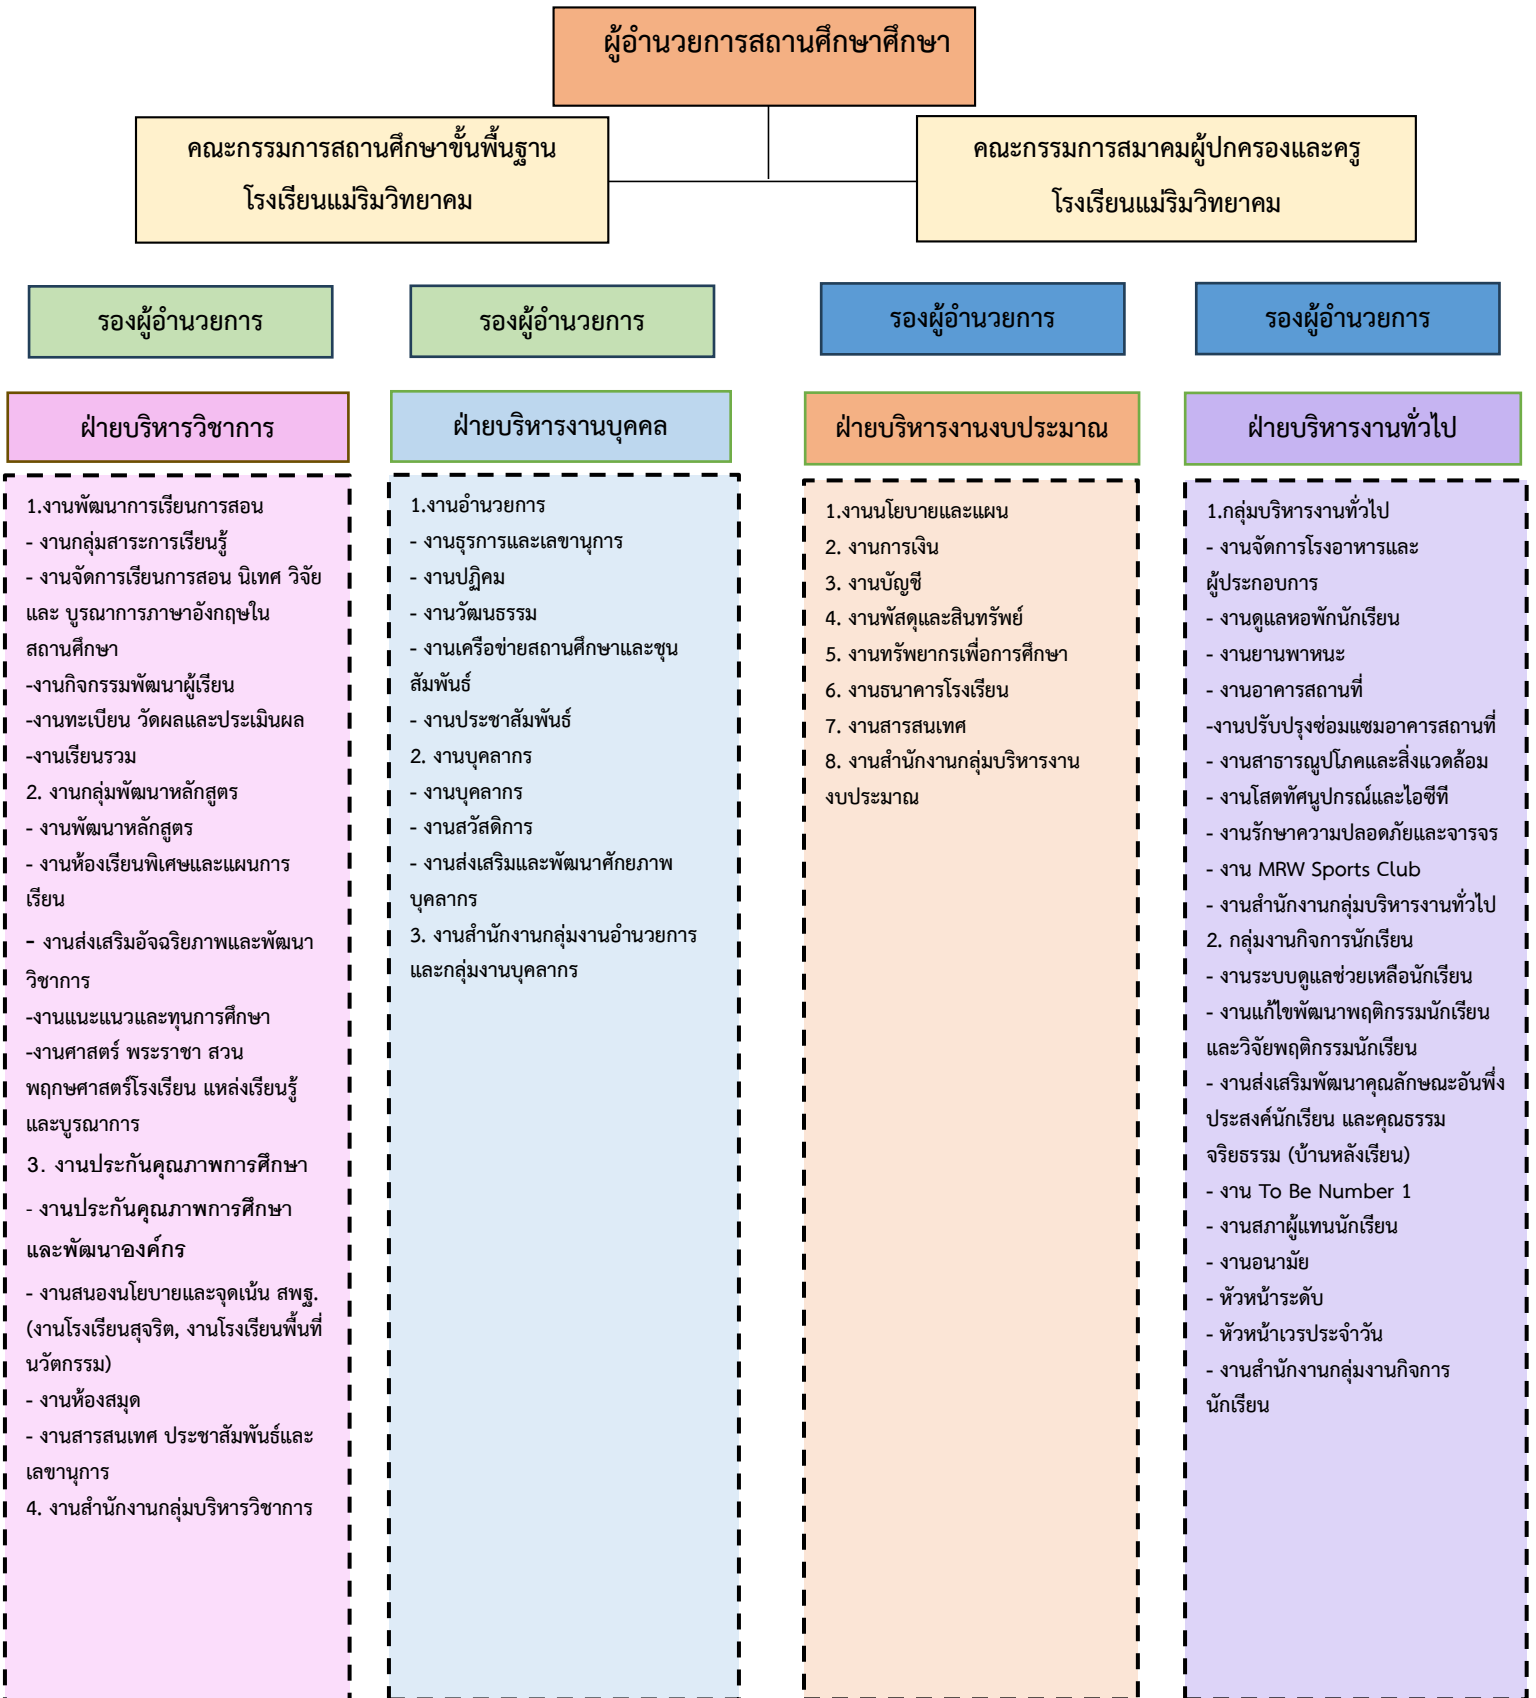 ผู้อำนวยการสถานศึกษาศึกษา
คณะกรรมการสถานศึกษาขั้นพื้นฐาน
โรงเรียนแม่ริมวิทยาคม
คณะกรรมการสมาคมผู้ปกครองและครู
โรงเรียนแม่ริมวิทยาคม
รองผู้อำนวยการ
รองผู้อำนวยการ
รองผู้อำนวยการ
รองผู้อำนวยการ
ฝ่ายบริหารวิชาการ
ฝ่ายบริหารงานบุคคล
ฝ่ายบริหารงานงบประมาณ
ฝ่ายบริหารงานทั่วไป
1.งานพัฒนาการเรียนการสอน
- งานกลุ่มสาระการเรียนรู้
- งานจัดการเรียนการสอน นิเทศ วิจัย
และ บูรณาการภาษาอังกฤษใน
สถานศึกษา
-งานกิจกรรมพัฒนาผู้เรียน
-งานทะเบียน วัดผลและประเมินผล
-งานเรียนรวม
2. งานกลุ่มพัฒนาหลักสูตร
- งานพัฒนาหลักสูตร
- งานห้องเรียนพิเศษและแผนการ
เรียน
- งานส่งเสริมอัจฉริยภาพและพัฒนา
วิชาการ
-งานแนะแนวและทุนการศึกษา
-งานศาสตร์ พระราชา สวน
พฤกษศาสตร์โรงเรียน แหล่งเรียนรู้
และบูรณาการ
3. งานประกันคุณภาพการศึกษา
- งานประกันคุณภาพการศึกษา
และพัฒนาองค์กร
- งานสนองนโยบายและจุดเน้น สพฐ.
(งานโรงเรียนสุจริต, งานโรงเรียนพื้นที่
นวัตกรรม)
- งานห้องสมุด
- งานสารสนเทศ ประชาสัมพันธ์และ
เลขานุการ
4. งานสำนักงานกลุ่มบริหารวิชาการ
1.งานอำนวยการ
- งานธุรการและเลขานุการ
- งานปฏิคม
- งานวัฒนธรรม
- งานเครือข่ายสถานศึกษาและชุน
สัมพันธ์
- งานประชาสัมพันธ์
2. งานบุคลากร
- งานบุคลากร
- งานสวัสดิการ
- งานส่งเสริมและพัฒนาศักยภาพ
บุคลากร
3. งานสำนักงานกลุ่มงานอำนวยการ
และกลุ่มงานบุคลากร
1.งานนโยบายและแผน
2. งานการเงิน
3. งานบัญชี
4. งานพัสดุและสินทรัพย์
5. งานทรัพยากรเพื่อการศึกษา
6. งานธนาคารโรงเรียน
7. งานสารสนเทศ
8. งานสำนักงานกลุ่มบริหารงาน
งบประมาณ
1.กลุ่มบริหารงานทั่วไป
- งานจัดการโรงอาหารและ
ผู้ประกอบการ
- งานดูแลหอพักนักเรียน
- งานยานพาหนะ
- งานอาคารสถานที่
-งานปรับปรุงซ่อมแซมอาคารสถานที่
- งานสาธารณูปโภคและสิ่งแวดล้อม
- งานโสตทัศนูปกรณ์และไอซีที
- งานรักษาความปลอดภัยและจารจร
- งาน MRW Sports Club
- งานสำนักงานกลุ่มบริหารงานทั่วไป
2. กลุ่มงานกิจการนักเรียน
- งานระบบดูแลช่วยเหลือนักเรียน
- งานแก้ไขพัฒนาพฤติกรรมนักเรียน
และวิจัยพฤติกรรมนักเรียน
- งานส่งเสริมพัฒนาคุณลักษณะอันพึ่ง
ประสงค์นักเรียน และคุณธรรม
จริยธรรม (บ้านหลังเรียน)
- งาน To Be Number 1
- งานสภาผู้แทนนักเรียน
- งานอนามัย
- หัวหน้าระดับ
- หัวหน้าเวรประจำวัน
- งานสำนักงานกลุ่มงานกิจการ
นักเรียน